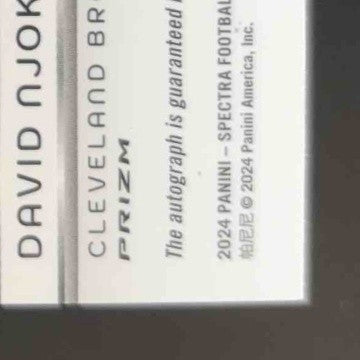 DAVID NJOK
CLEVELAND BR
PRIZM
The autograph is guaranteed
2024 PANINI – SPECTRA FOOTBAL
帕尼尼 © 2024 Panini America, Inc.